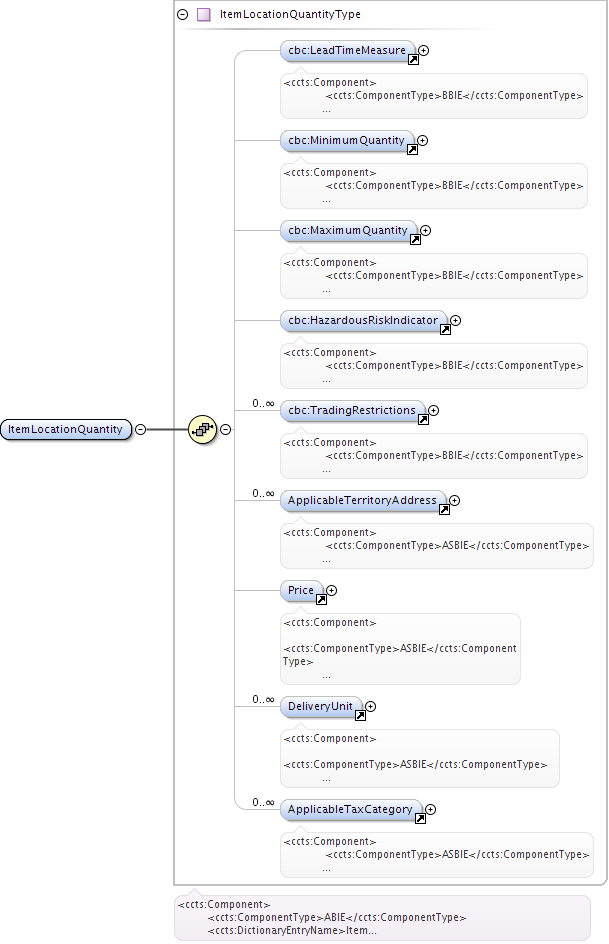 ItemLocationQuantityType
cbc:LeadTimeMeasure
<ccts:Component>
<ccts:ComponentType>BBIE</ccts:ComponentType>
...
cbc:MinimumQuantity
<ccts:Component>
<ccts:ComponentType>BBIE</ccts:ComponentType>
...
cbc:MaximumQuantity
<ccts:Component>
<ccts:ComponentType>BBIE</ccts:ComponentType>
...
cbc:HazardousRiskIndicator
<ccts:Component>
<ccts:ComponentType>BBIE</ccts:ComponentType>
...
0..∞
cbc:TradingRestrictions
<ccts:Component>
<ccts:ComponentType>BBIE</ccts:ComponentType>
...
ItemLocationQuantity
0..∞
ApplicableTerritoryAddress
<ccts:Component>
<ccts:ComponentType>ASBIE</ccts:ComponentType>
...
Price
<ccts:Component>
<ccts:ComponentType>ASBIE</ccts:Component
Type>
...
0..∞
DeliveryUnit
<ccts:Component>
<ccts:ComponentType>ASBIE</ccts:ComponentType>
...
0..∞
ApplicableTaxCategory
<ccts:Component>
<ccts:ComponentType>ASBIE</ccts:ComponentType>
...
<ccts:Component>
<ccts:ComponentType>ABIE</ccts:ComponentType>
<ccts:DictionaryEntryName>Item...